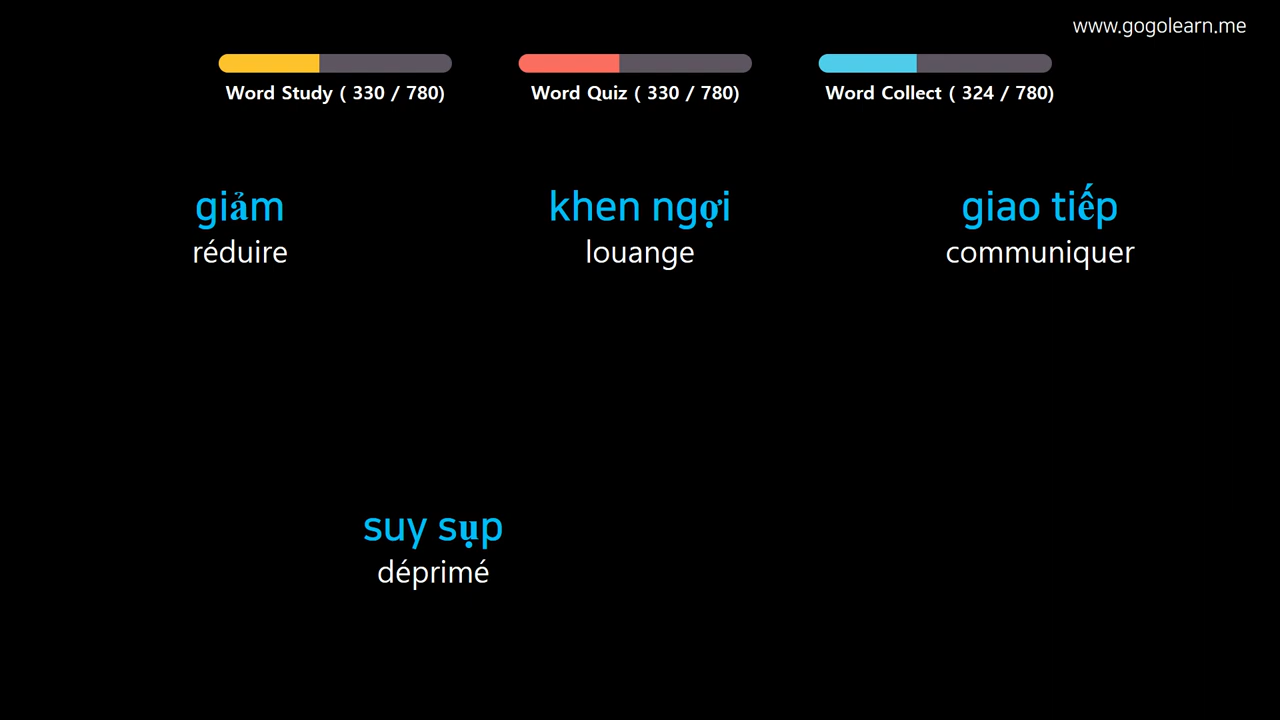 www.gogolearn.me
Word Study ( 330 / 780)
Word Quiz ( 330 / 780)
Word Collect ( 324 / 780)
giảm
réduire
khen ngợi
louange
giao tiếp
communiquer
suy sụp
déprimé